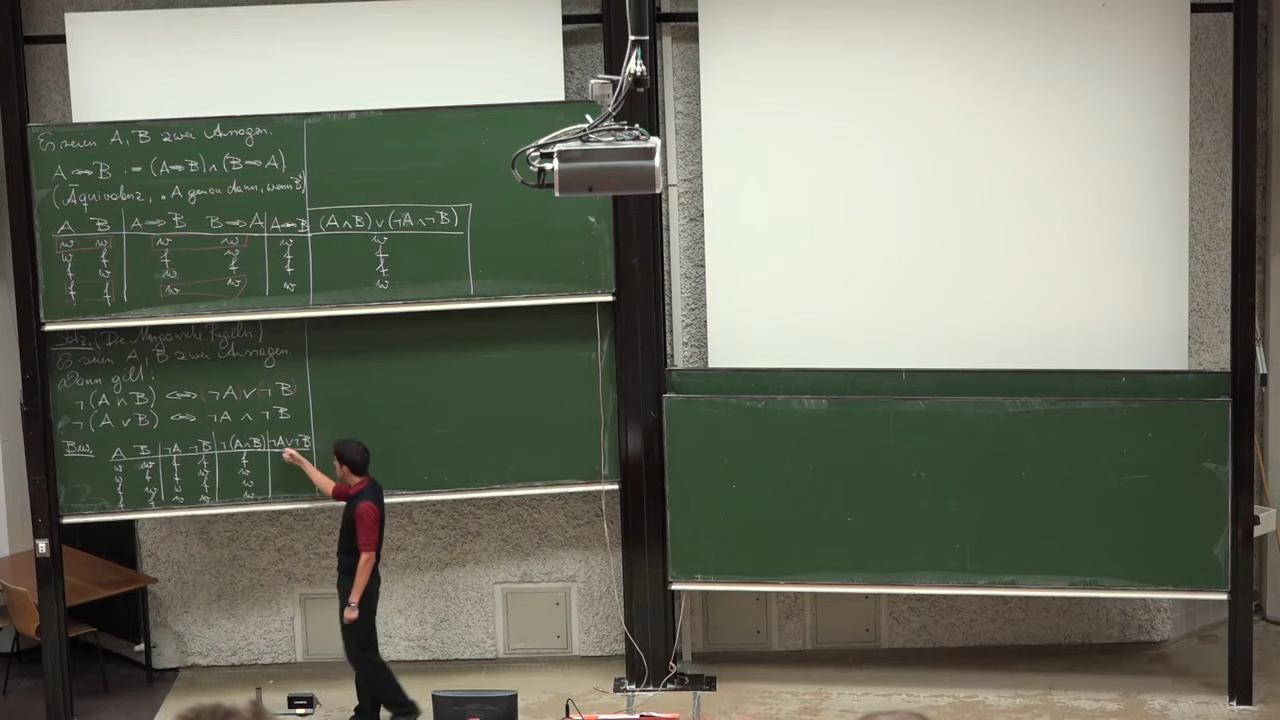 Es seien A, B zwei Aussagen.
A ⇔ B := (A ⇒ B) ∧ (B ⇒ A).
(Äquivalenz, "A genau dann, wenn B")
A B A ⇒ B B ⇒ A A ⇔ B (A ∧ B) ∨ (¬A ∧ ¬B)
w w w w w w
w f f w f f
f w w f f f
f f w w w w
Satz. (De Morgansche Regeln)
Es seien A, B zwei Aussagen.
Dann gilt:
¬(A ∧ B) ⇔ (¬A) ∨ (¬B)
¬(A ∨ B) ⇔ ¬A ∧ ¬B
Bew. A B ¬A ¬B ¬(A ∧ B) ¬A ∨ ¬B
w w f f f
w f f w w
f w w f w
f f w w w